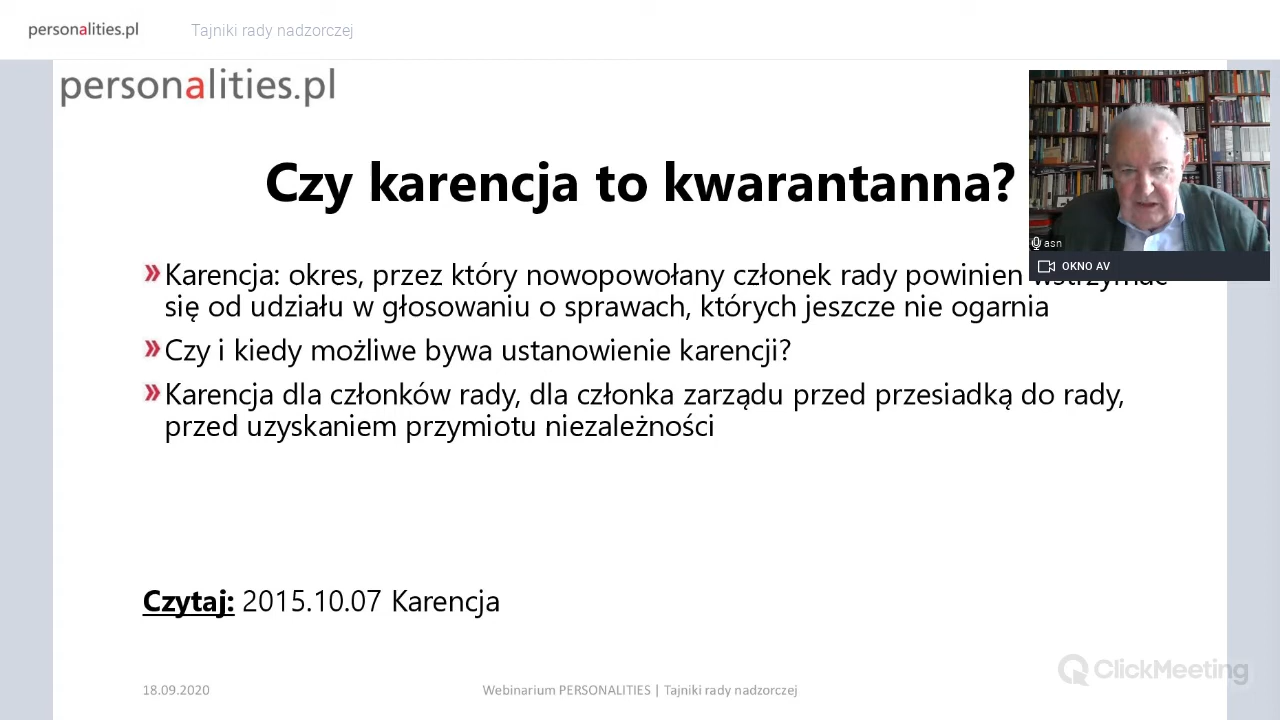 personalities.pl
Tajniki rady nadzorczej
personalities.pl
Czy karencja to kwarantanna?
asn
OKNO AV
» Karencja: okres, przez który nowopowołany członek rady powinien wstrzymać
się od udziału w głosowaniu o sprawach, których jeszcze nie ogarnia
» Czy i kiedy możliwe bywa ustanowienie karencji?
» Karencja dla członków rady, dla członka zarządu przed przesiadką do rady,
przed uzyskaniem przymiotu niezależności
Czytaj: 2015.10.07 Karencja
ClickMeeting
18.09.2020
Webinarium PERSONALITIES | Tajniki rady nadzorczej